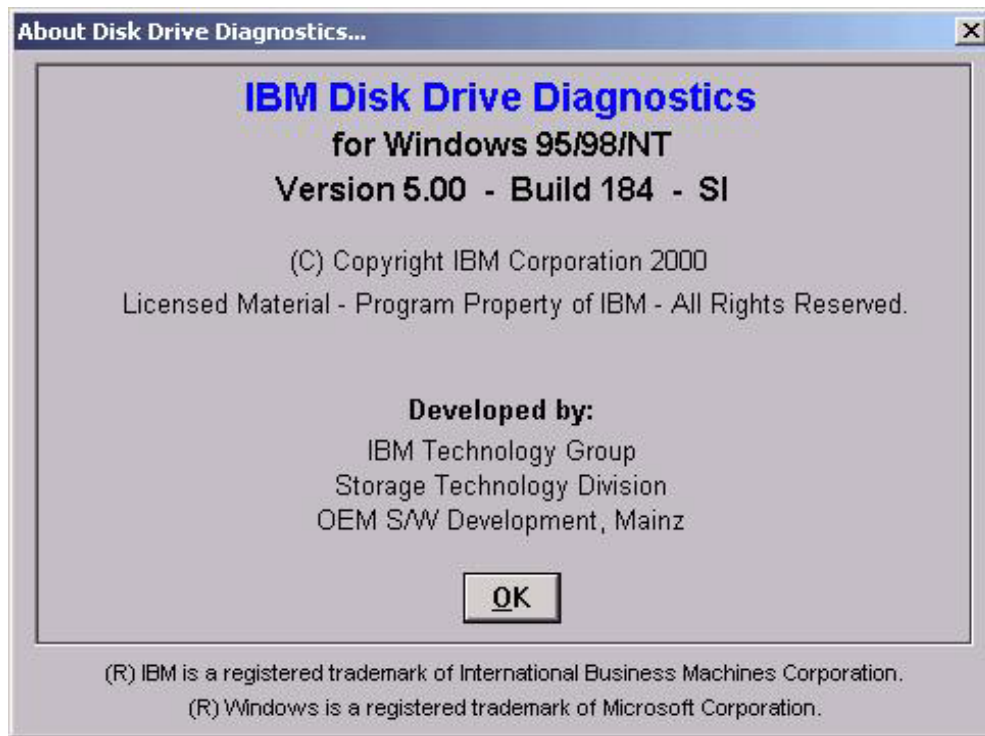 About Disk Drive Diagnostics...
IBM Disk Drive Diagnostics
for Windows 95/98/NT
Version 5.00 - Build 184 - SI
(C) Copyright IBM Corporation 2000
Licensed Material - Program Property of IBM - All Rights Reserved.
Developed by:
IBM Technology Group
Storage Technology Division
OEM S/W Development, Mainz
OK
(R) IBM is a registered trademark of International Business Machines Corporation.
(R) Windows is a registered trademark of Microsoft Corporation.